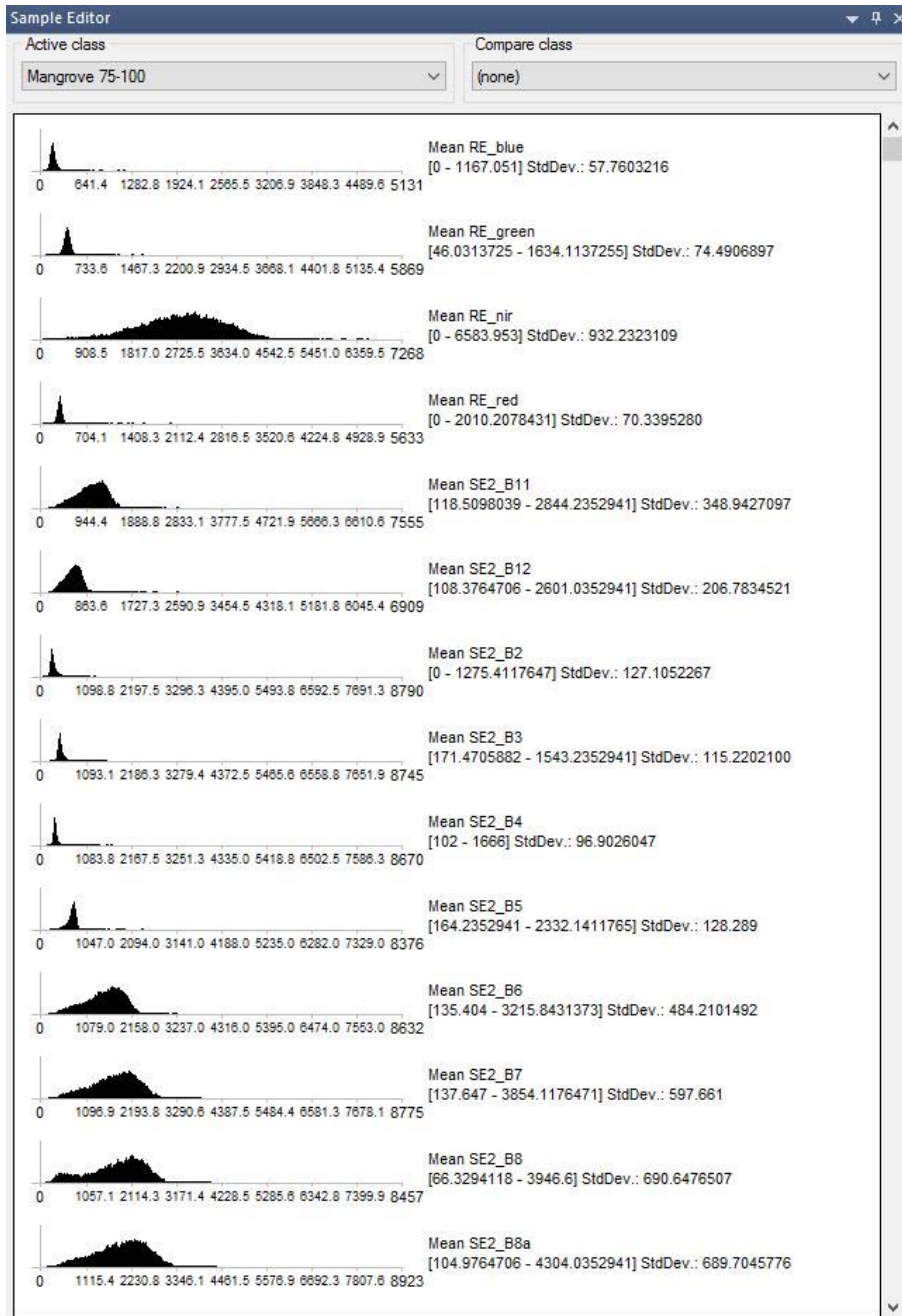 Sample Editor
Active class
Compare class
Mangrove 75-100
(none)
Mean RE_blue
[0 - 1167.051] StdDev.: 57.7603216
0 641.4 1282.8 1924.1 2565.5 3206.9 3848.3 4489.6 5131
Mean RE_green
[46.0313725 - 1634.1137255] StdDev.: 74.4906897
0 733.6 1467.3 2200.9 2934.5 3668.1 4401.8 5135.4 5869
Mean RE_nir
[0 - 6583.953] StdDev.: 932.2323109
0 908.5 1817.0 2725.5 3634.0 4542.5 5451.0 6359.5 7268
Mean RE_red
[0 - 2010.2078431] StdDev.: 70.3395280
0 704.1 1408.3 2112.4 2816.5 3520.6 4224.8 4928.9 5633
Mean SE2_B11
[118.5098039 - 2844.2352941] StdDev.: 348.9427097
0 944.4 1888.8 2833.1 3777.5 4721.9 5666.3 6610.6 7555
Mean SE2_B12
[108.3764706 - 2601.0352941] StdDev.: 206.7834521
0 863.6 1727.3 2590.9 3454.5 4318.1 5181.8 6045.4 6909
Mean SE2_B2
[0 - 1275.4117647] StdDev.: 127.1052267
0 1098.8 2197.5 3296.3 4395.0 5493.8 6592.5 7691.3 8790
Mean SE2_B3
[171.4705882 - 1543.2352941] StdDev.: 115.2202100
0 1093.1 2186.3 3279.4 4372.5 5465.6 6558.8 7651.9 8745
Mean SE2_B4
[102 - 1666] StdDev.: 96.9026047
0 1083.8 2167.5 3251.3 4335.0 5418.8 6502.5 7586.3 8670
Mean SE2_B5
[164.2352941 - 2332.1411765] StdDev.: 128.289
0 1047.0 2094.0 3141.0 4188.0 5235.0 6282.0 7329.0 8376
Mean SE2_B6
[135.404 - 3215.8431373] StdDev.: 484.2101492
0 1079.0 2158.0 3237.0 4316.0 5395.0 6474.0 7553.0 8632
Mean SE2_B7
[137.647 - 3854.1176471] StdDev.: 597.661
0 1096.9 2193.8 3290.6 4387.5 5484.4 6581.3 7678.1 8775
Mean SE2_B8
[66.3294118 - 3946.6] StdDev.: 690.6476507
0 1057.1 2114.3 3171.4 4228.5 5285.6 6342.8 7399.9 8457
Mean SE2_B8a
[104.9764706 - 4304.0352941] StdDev.: 689.7045776
0 1115.4 2230.8 3346.1 4461.5 5576.9 6692.3 7807.6 8923